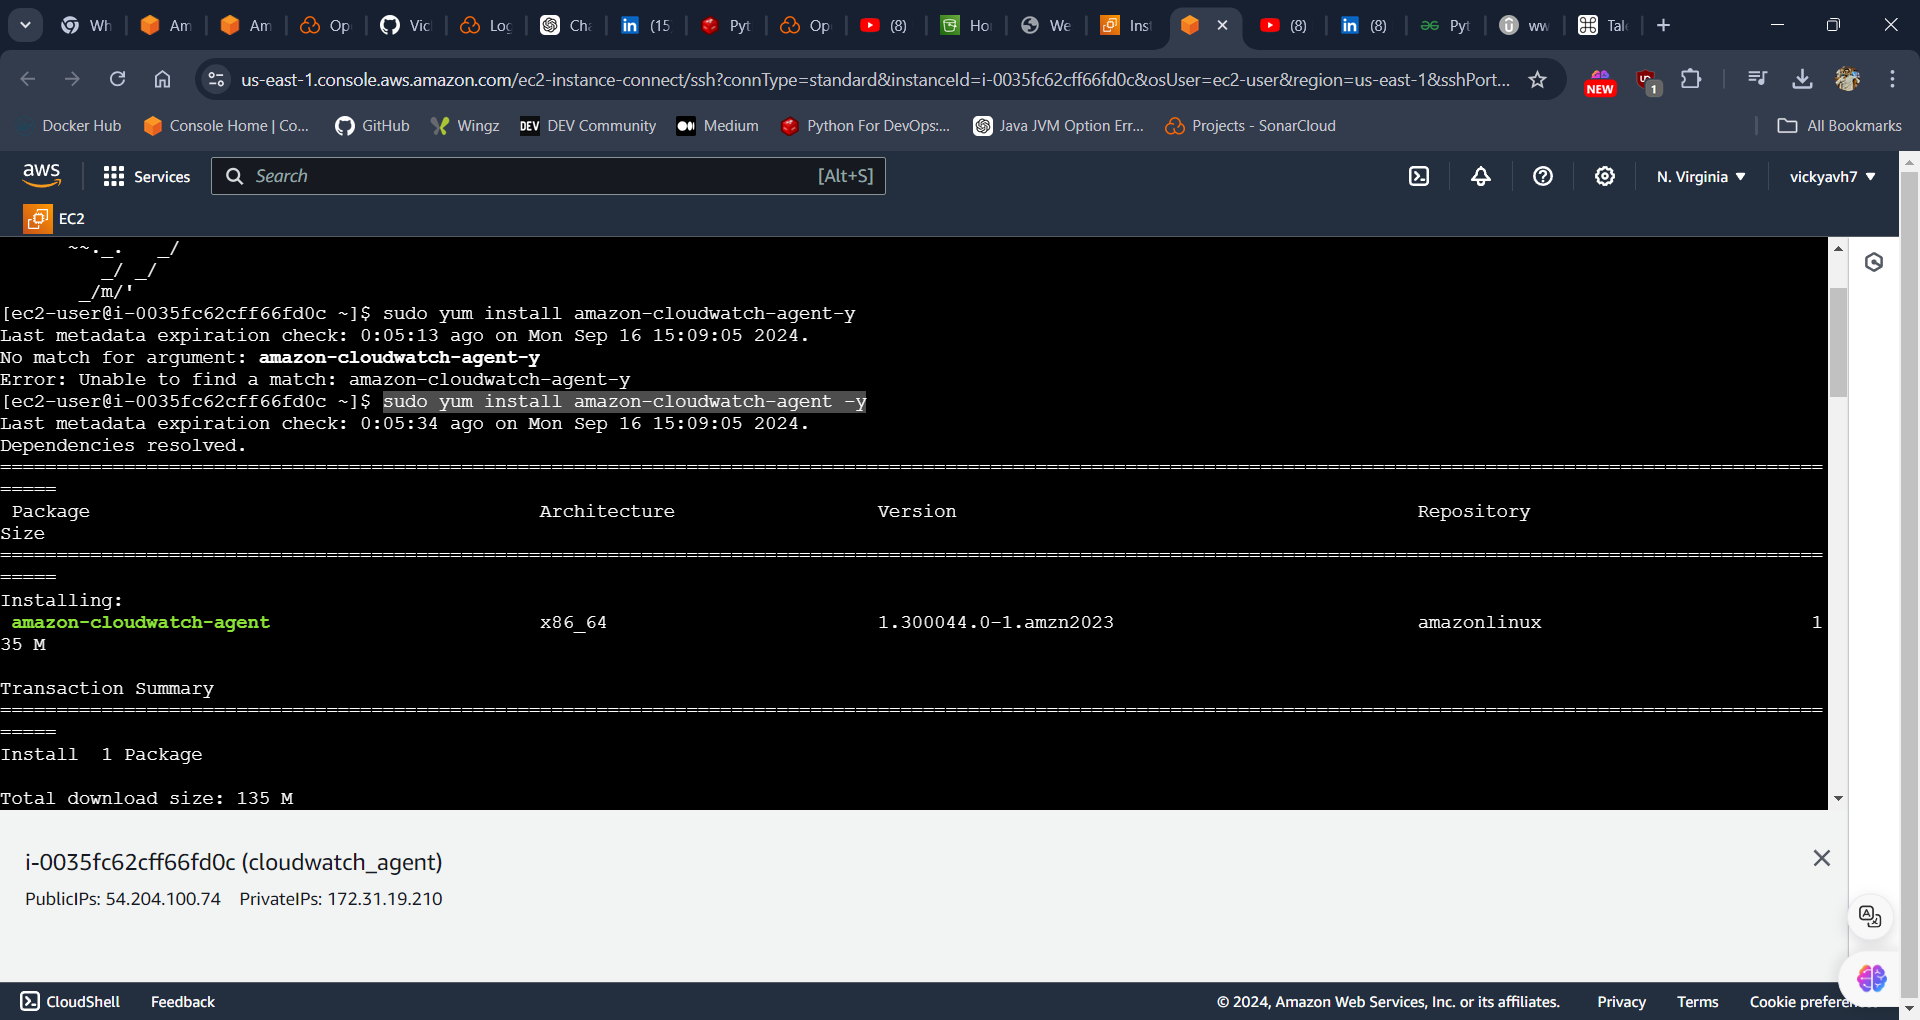 Wh
Am
Am
Op
Vic
Log
Cha
(15
Pyt
Op
(8)
Ho
We
Inst
(8)
(8)
Pyt
ww
Tal
us-east-1.console.aws.amazon.com/ec2-instance-connect/ssh?connType=standard&instanceId=i-0035fc62cff66fd0c&osUser=ec2-user&region=us-east-1&sshPort...
NEW
1
Docker Hub
Console Home | Co...
GitHub
Wingz
DEV DEV Community
Medium
Python For DevOps:...
Java JVM Option Err...
Projects - SonarCloud
All Bookmarks
aws
Services
Search
[Alt+S]
N. Virginia
vickyavh7
EC2
~~._.   _/
_/ _/
_/m/'
[ec2-user@i-0035fc62cff66fd0c ~]$ sudo yum install amazon-cloudwatch-agent-y
Last metadata expiration check: 0:05:13 ago on Mon Sep 16 15:09:05 2024.
No match for argument: amazon-cloudwatch-agent-y
Error: Unable to find a match: amazon-cloudwatch-agent-y
[ec2-user@i-0035fc62cff66fd0c ~]$ sudo yum install amazon-cloudwatch-agent -y
Last metadata expiration check: 0:05:34 ago on Mon Sep 16 15:09:05 2024.
Dependencies resolved.
Package Architecture Version Repository
Size
Installing:
amazon-cloudwatch-agent x86_64 1.300044.0-1.amzn2023 amazonlinux 1
35 M
Transaction Summary
Install  1 Package
Total download size: 135 M
i-0035fc62cff66fd0c (cloudwatch_agent)
PublicIPs: 54.204.100.74 PrivateIPs: 172.31.19.210
CloudShell
Feedback
© 2024, Amazon Web Services, Inc. or its affiliates.
Privacy
Terms
Cookie prefere